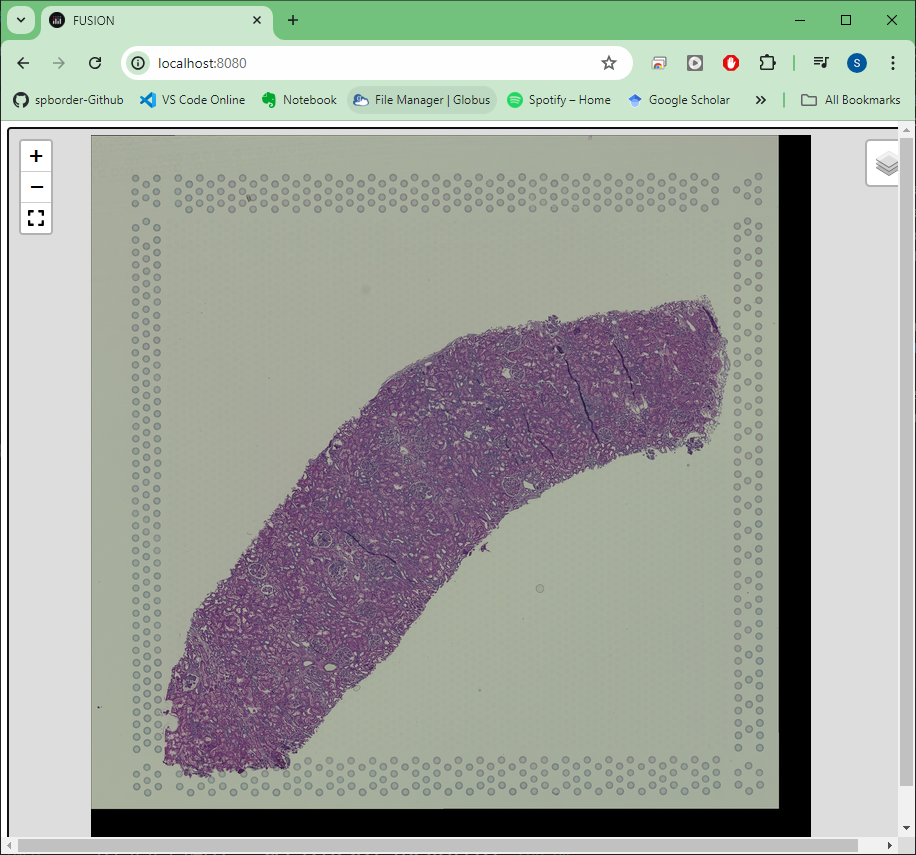 FUSION
localhost:8080
S
spborder-Github VS Code Online Notebook File Manager | Globus Spotify – Home Google Scholar » All Bookmarks
+
−